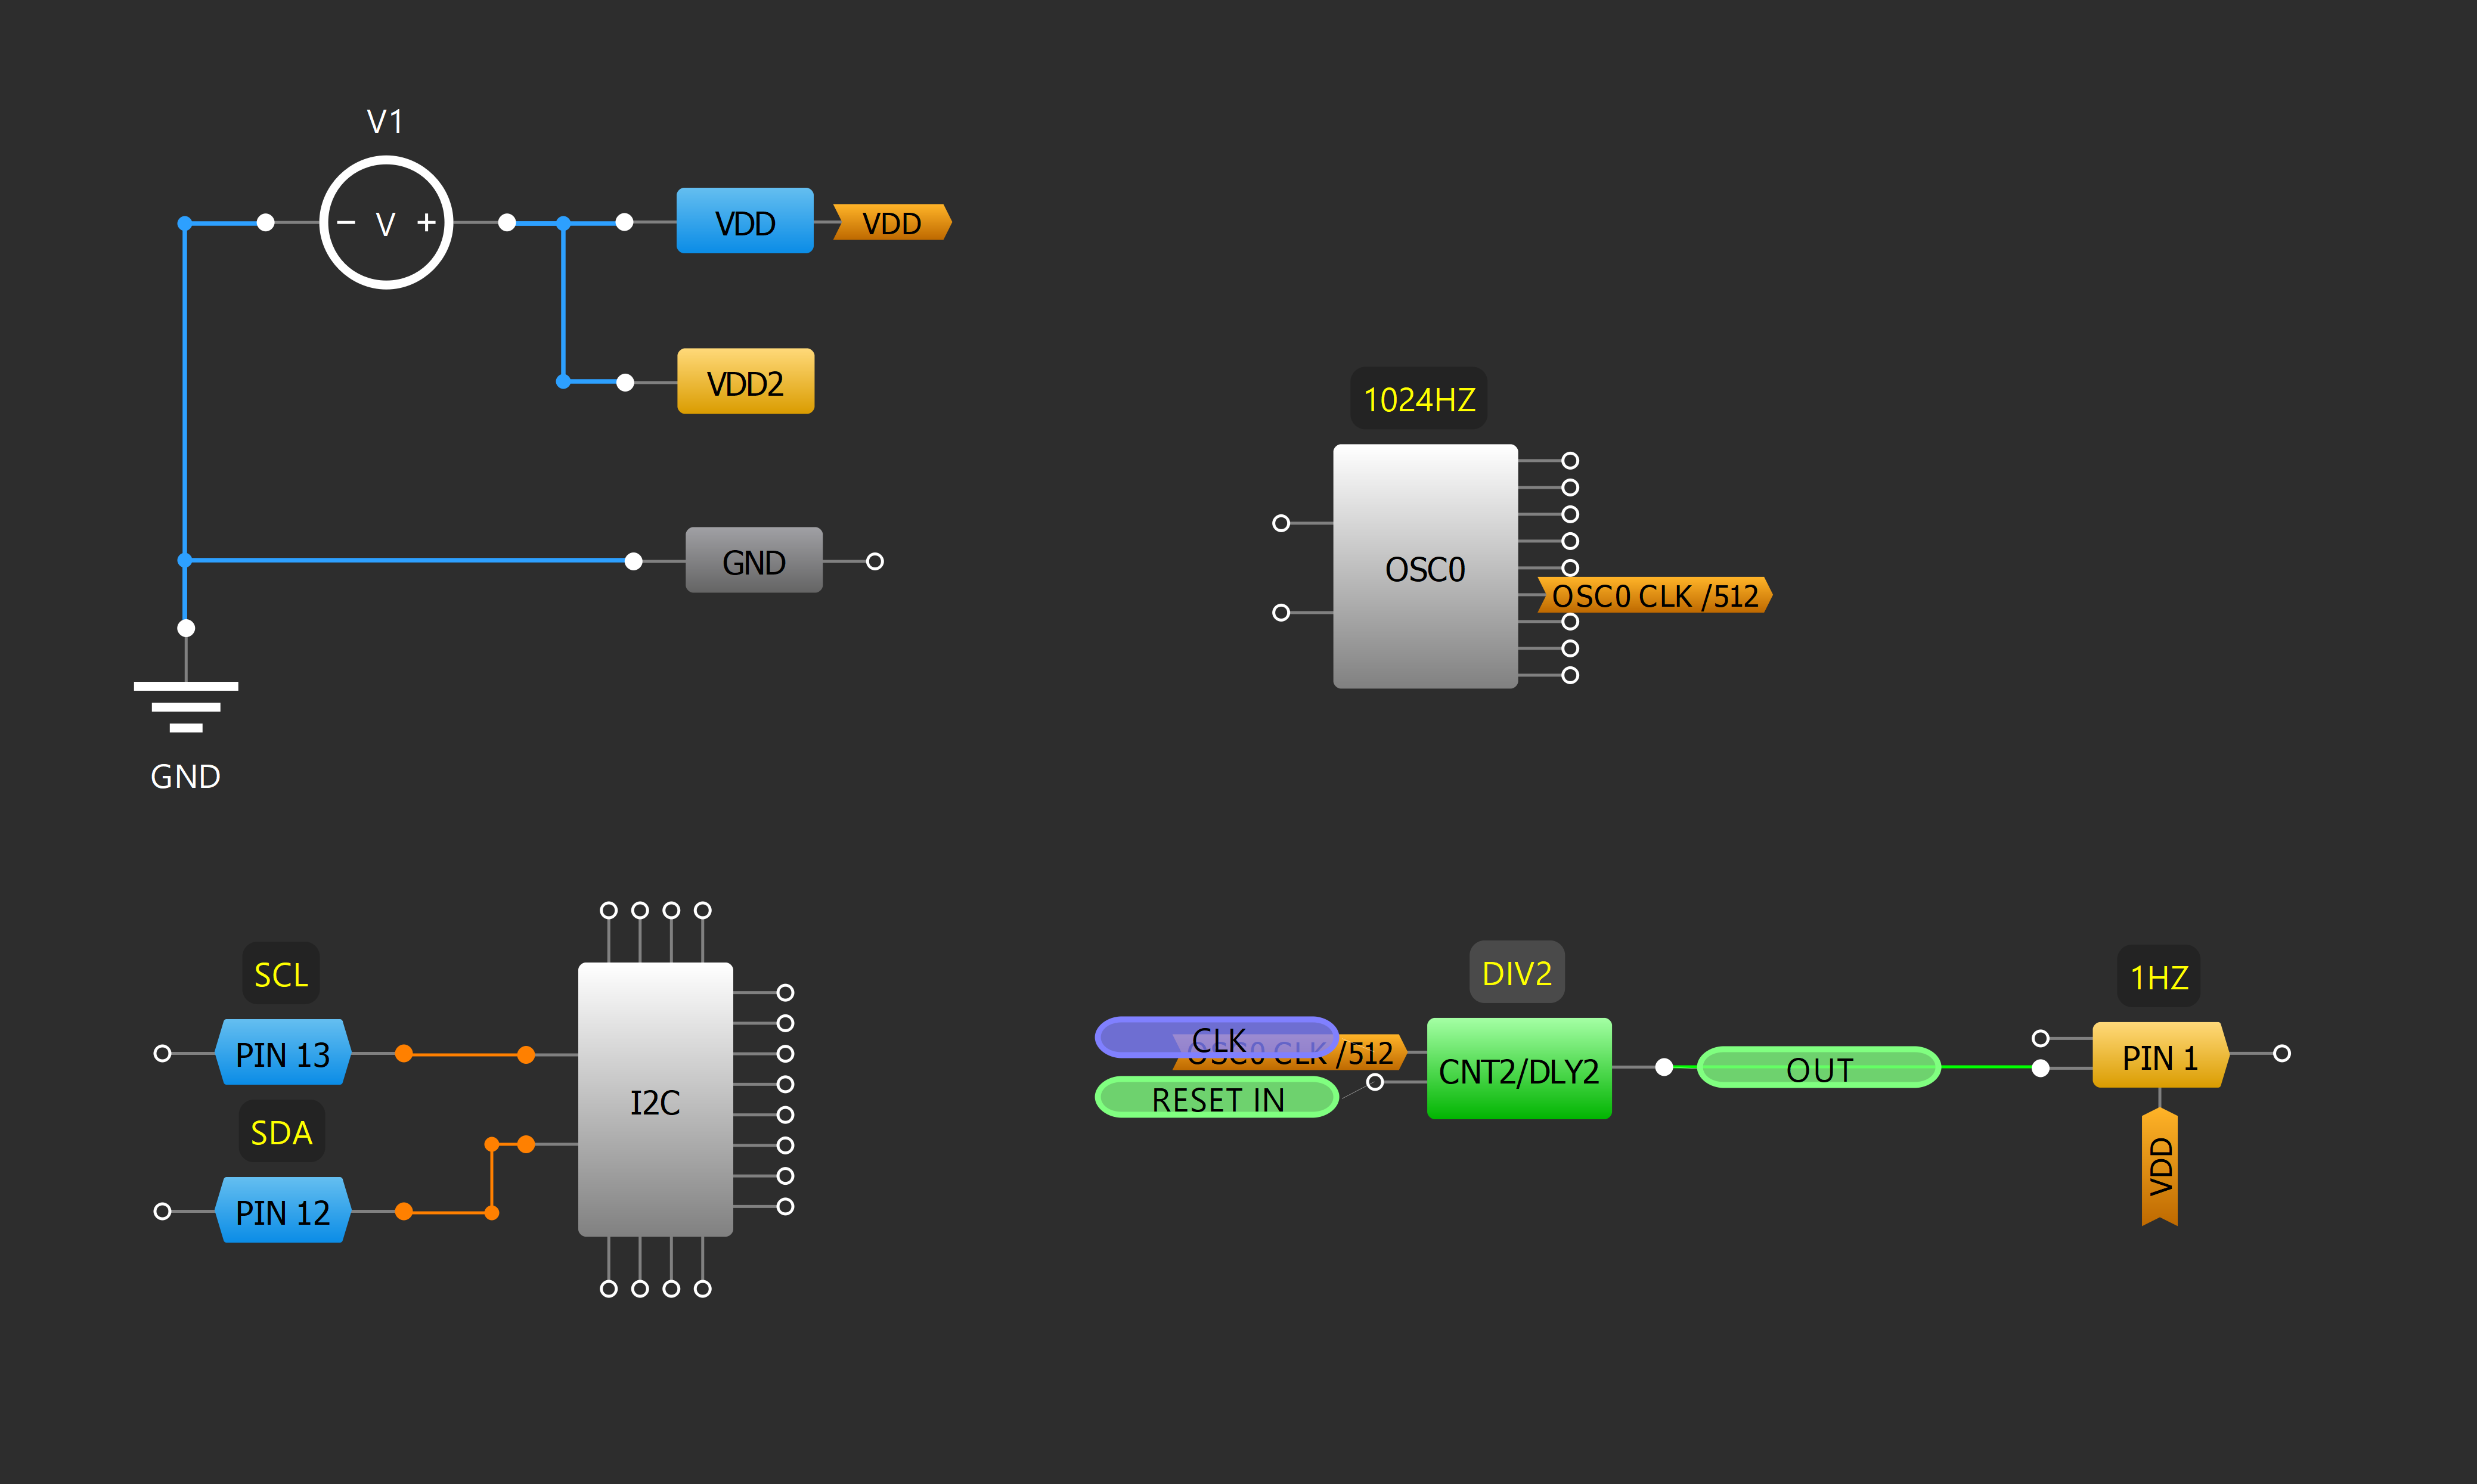 V1
− V +
VDD
VDD
VDD2
GND
GND
1024HZ
OSC0
OSC0 CLK /512
SCL
PIN 13
SDA
PIN 12
I2C
DIV2
CLK
OSC0 CLK /512
RESET IN
CNT2/DLY2
OUT
1HZ
PIN 1
VDD